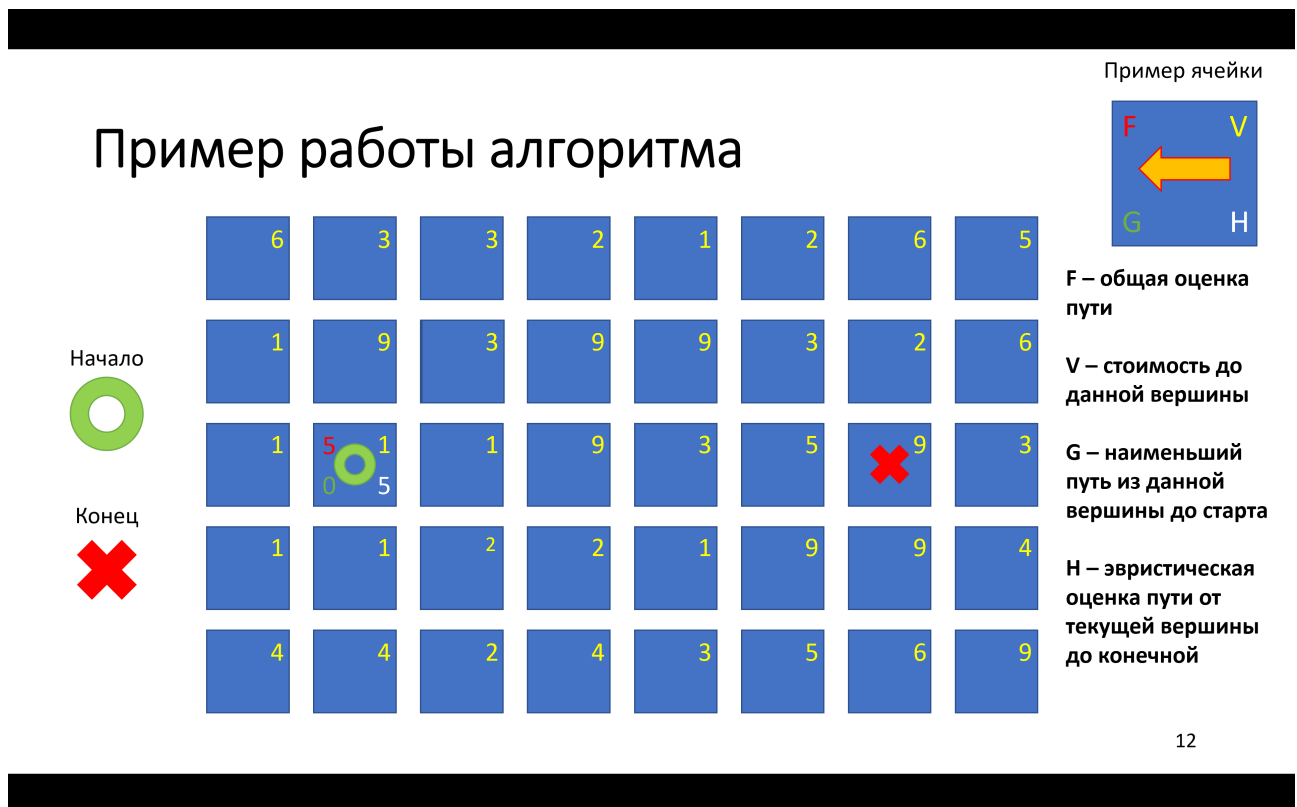 Пример ячейки
F V
G H
Пример работы алгоритма
6 3 3 2 1 2 6 5
1 9 3 9 9 3 2 6
Начало
1 5 1 1 9 3 5 9 3
0 5
Конец
1 1 2 2 1 9 9 4
4 4 2 4 3 5 6 9
F – общая оценка
пути
V – стоимость до
данной вершины
G – наименьший
путь из данной
вершины до старта
H – эвристическая
оценка пути от
текущей вершины
до конечной
12